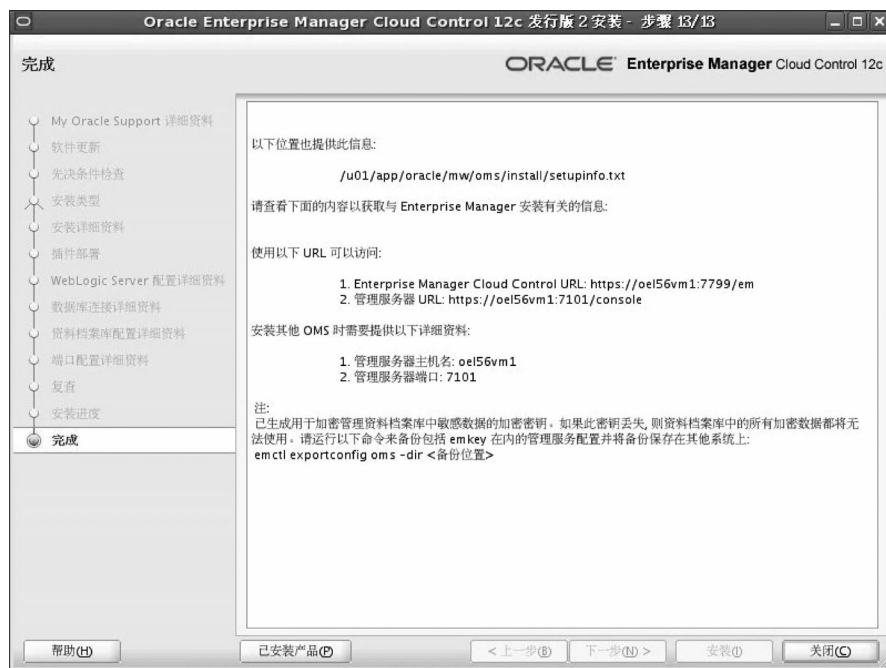 Oracle Enterprise Manager Cloud Control 12c 发行版 2 安装 - 步骤 13/13
完成
ORACLE Enterprise Manager Cloud Control 12c
My Oracle Support 详细资料
软件更新
先决条件检查
安装类型
安装详细资料
插件部署
WebLogic Server 配置详细资料
数据库连接详细资料
资料档案库配置详细资料
端口配置详细资料
复查
安装进度
完成
以下位置也提供此信息:
/u01/app/oracle/mw/oms/install/setupinfo.txt
请查看下面的内容以获取与 Enterprise Manager 安装有关的信息:
使用以下 URL 可以访问:
1. Enterprise Manager Cloud Control URL: https://oel56vm1:7799/em
2. 管理服务器 URL: https://oel56vm1:7101/console
安装其他 OMS 时需要提供以下详细资料:
1. 管理服务器主机名: oel56vm1
2. 管理服务器端口: 7101
注:
已生成用于加密管理资料档案库中敏感数据的加密密钥。如果此密钥丢失, 则资料档案库中的所有加密数据都将无
法使用。请运行以下命令来备份包括 emkey 在内的管理服务配置并将备份保存在其他系统上:
emctl exportconfig oms -dir <备份位置>
帮助(H)
已安装产品(P)
< 上一步(B)
下一步(N) >
安装(I)
关闭(C)